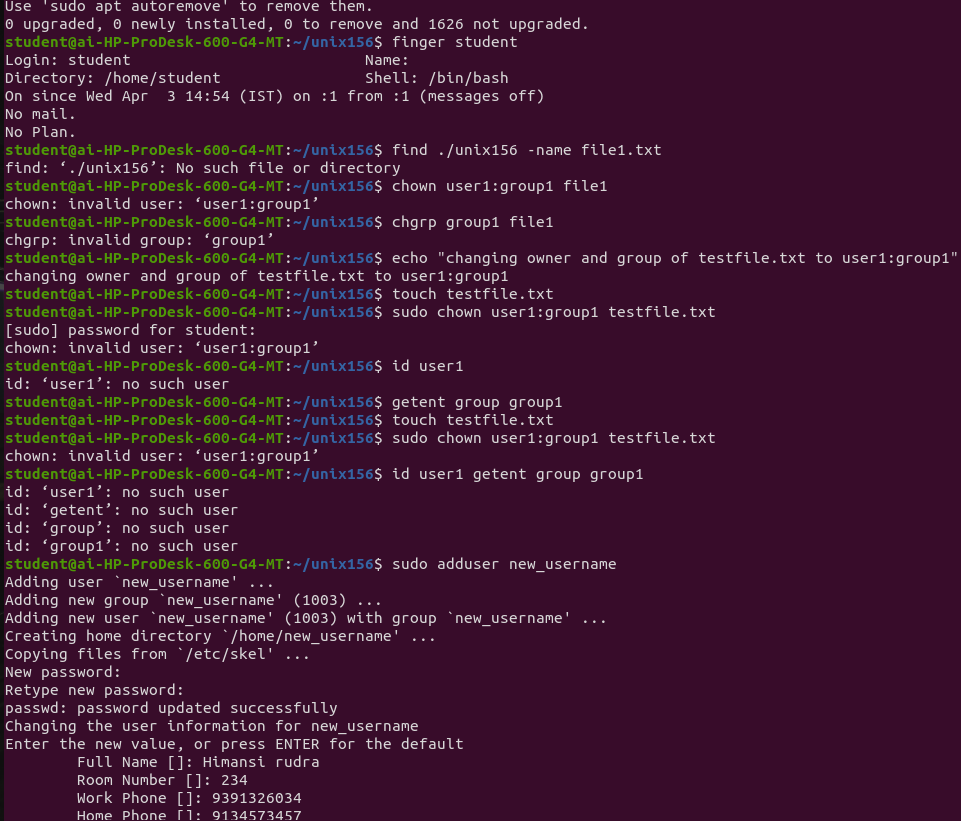 Use 'sudo apt autoremove' to remove them.
0 upgraded, 0 newly installed, 0 to remove and 1626 not upgraded.
student@ai-HP-ProDesk-600-G4-MT:~/unix156$ finger student
Login: student                          Name:
Directory: /home/student                Shell: /bin/bash
On since Wed Apr  3 14:54 (IST) on :1 from :1 (messages off)
No mail.
No Plan.
student@ai-HP-ProDesk-600-G4-MT:~/unix156$ find ./unix156 -name file1.txt
find: ‘./unix156’: No such file or directory
student@ai-HP-ProDesk-600-G4-MT:~/unix156$ chown user1:group1 file1
chown: invalid user: ‘user1:group1’
student@ai-HP-ProDesk-600-G4-MT:~/unix156$ chgrp group1 file1
chgrp: invalid group: ‘group1’
student@ai-HP-ProDesk-600-G4-MT:~/unix156$ echo "changing owner and group of testfile.txt to user1:group1"
changing owner and group of testfile.txt to user1:group1
student@ai-HP-ProDesk-600-G4-MT:~/unix156$ touch testfile.txt
student@ai-HP-ProDesk-600-G4-MT:~/unix156$ sudo chown user1:group1 testfile.txt
[sudo] password for student:
chown: invalid user: ‘user1:group1’
student@ai-HP-ProDesk-600-G4-MT:~/unix156$ id user1
id: ‘user1’: no such user
student@ai-HP-ProDesk-600-G4-MT:~/unix156$ getent group group1
student@ai-HP-ProDesk-600-G4-MT:~/unix156$ touch testfile.txt
student@ai-HP-ProDesk-600-G4-MT:~/unix156$ sudo chown user1:group1 testfile.txt
chown: invalid user: ‘user1:group1’
student@ai-HP-ProDesk-600-G4-MT:~/unix156$ id user1 getent group group1
id: ‘user1’: no such user
id: ‘getent’: no such user
id: ‘group’: no such user
id: ‘group1’: no such user
student@ai-HP-ProDesk-600-G4-MT:~/unix156$ sudo adduser new_username
Adding user `new_username' ...
Adding new group `new_username' (1003) ...
Adding new user `new_username' (1003) with group `new_username' ...
Creating home directory `/home/new_username' ...
Copying files from `/etc/skel' ...
New password:
Retype new password:
passwd: password updated successfully
Changing the user information for new_username
Enter the new value, or press ENTER for the default
        Full Name []: Himansi rudra
        Room Number []: 234
        Work Phone []: 9391326034
        Home Phone []: 9134573457